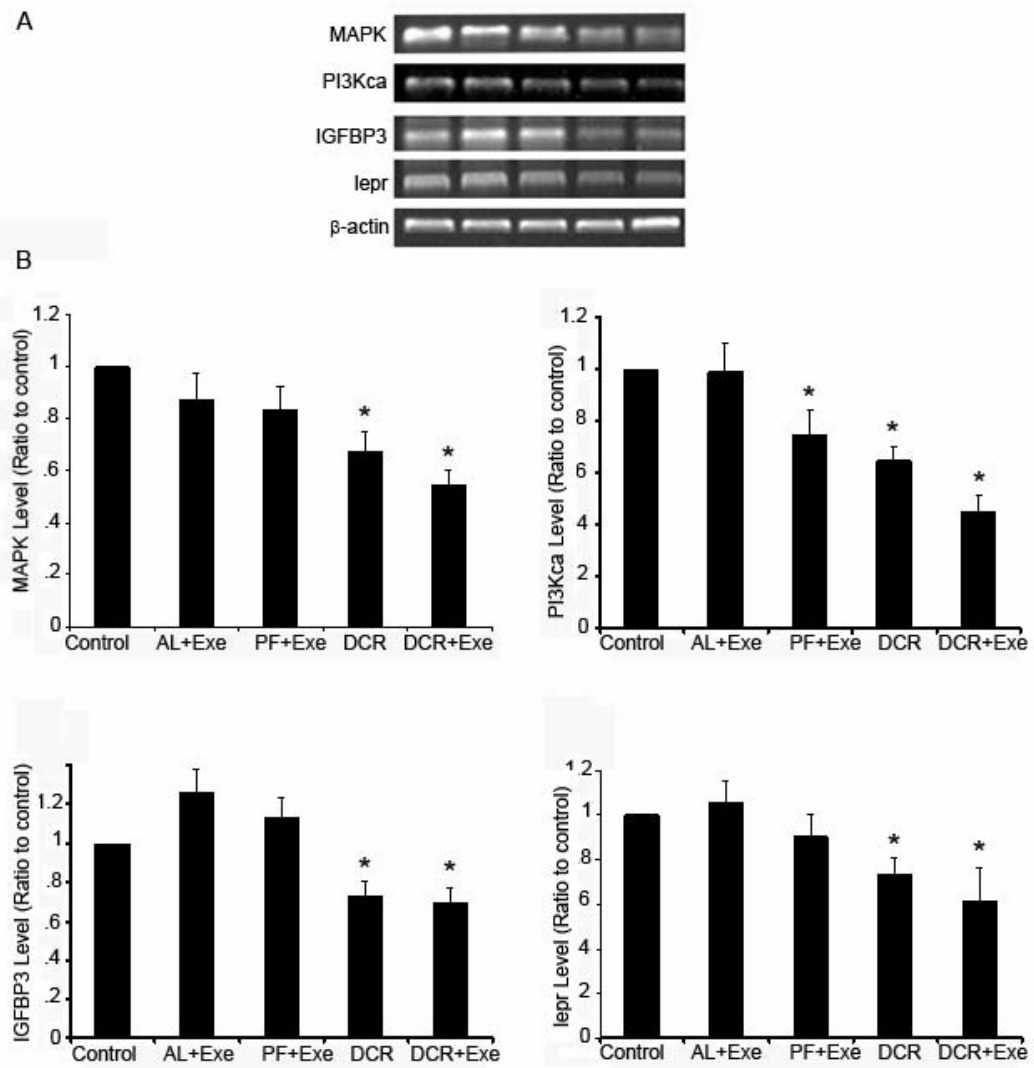 A
MAPK
PI3Kca
IGFBP3
lepr
β-actin
B
MAPK Level (Ratio to control)
1.2
1
.8
.6
.4
.2
0
Control AL+Exe PF+Exe DCR DCR+Exe
* *
PI3Kca Level (Ratio to control)
1.2
1
8
6
4
2
0
Control AL+Exe PF+Exe DCR DCR+Exe
* * *
IGFBP3 Level (Ratio to control)
1.2
1
.8
.6
.4
.2
0
Control AL+Exe PF+Exe DCR DCR+Exe
* *
lepr Level (Ratio to control)
1.2
1
8
6
4
2
0
Control AL+Exe PF+Exe DCR DCR+Exe
* *